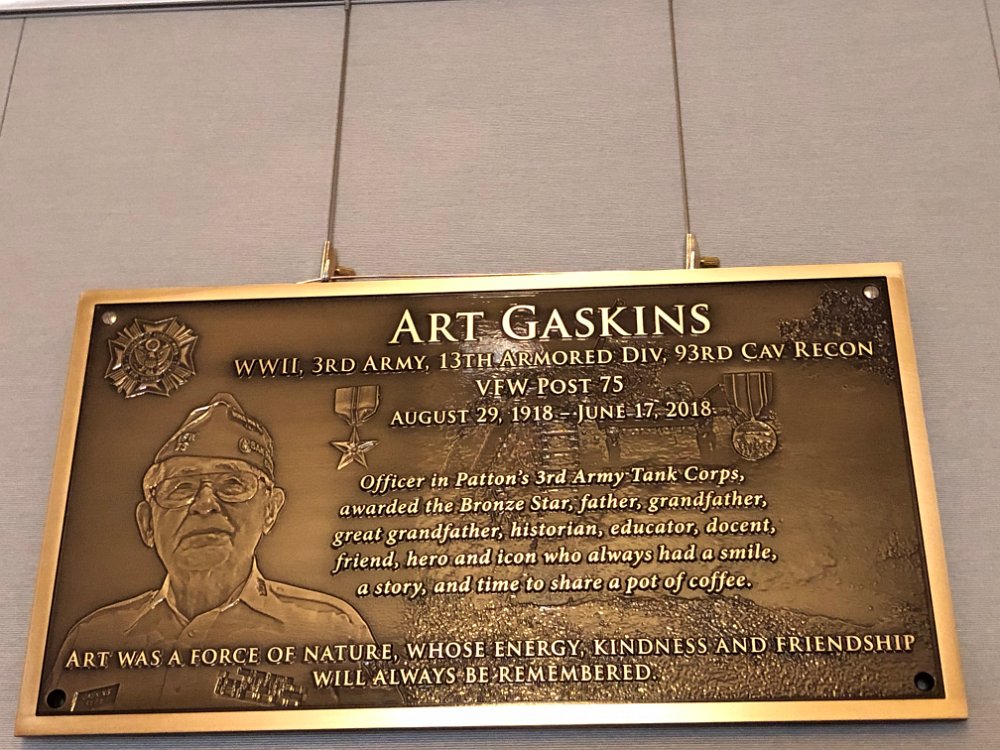 ART GASKINS
WWII, 3RD ARMY, 13TH ARMORED DIV, 93RD CAV RECON
VFW POST 75
AUGUST 29, 1918 – JUNE 17, 2018
Officer in Patton's 3rd Army Tank Corps,
awarded the Bronze Star, father, grandfather,
great grandfather, historian, educator, docent,
friend, hero and icon who always had a smile,
a story, and time to share a pot of coffee.
ART WAS A FORCE OF NATURE, WHOSE ENERGY, KINDNESS AND FRIENDSHIP
WILL ALWAYS BE REMEMBERED.